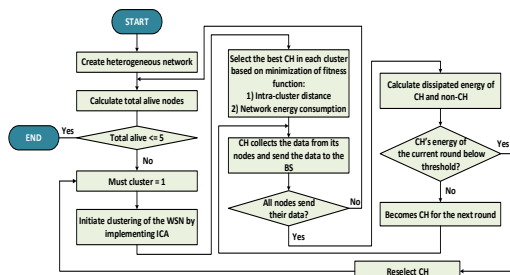 START
Create heterogeneous network
Calculate total alive nodes
END
Yes
Total alive <= 5
No
Must cluster = 1
Initiate clustering of the WSN by
implementing ICA
Select the best CH in each cluster
based on minimization of fitness
function:
1) Intra-cluster distance
2) Network energy consumption
CH collects the data from its
nodes and send the data to the
BS
All nodes send
their data?
No
Yes
Calculate dissipated energy of
CH and non-CH
CH's energy of
the current round below
threshold?
Yes
No
Becomes CH for the next round
Reselect CH